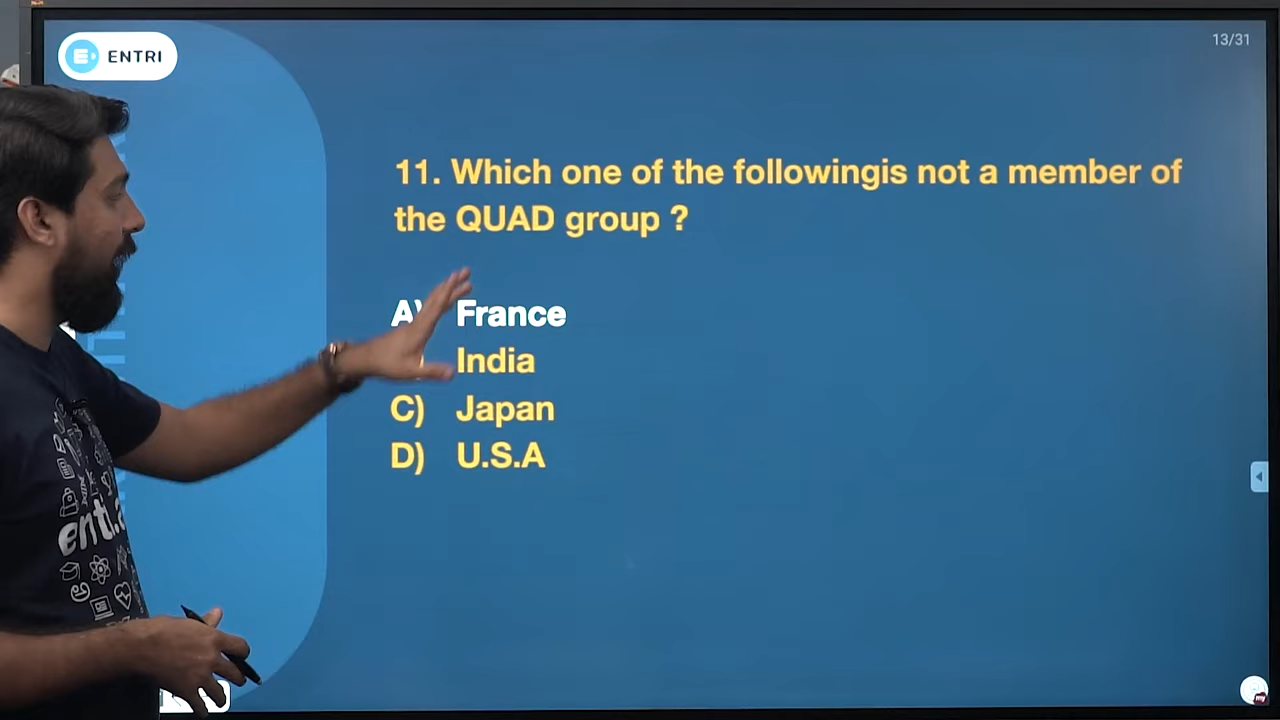 ENTRI
13/31
11. Which one of the followingis not a member of
the QUAD group ?
A) France
India
C) Japan
D) U.S.A